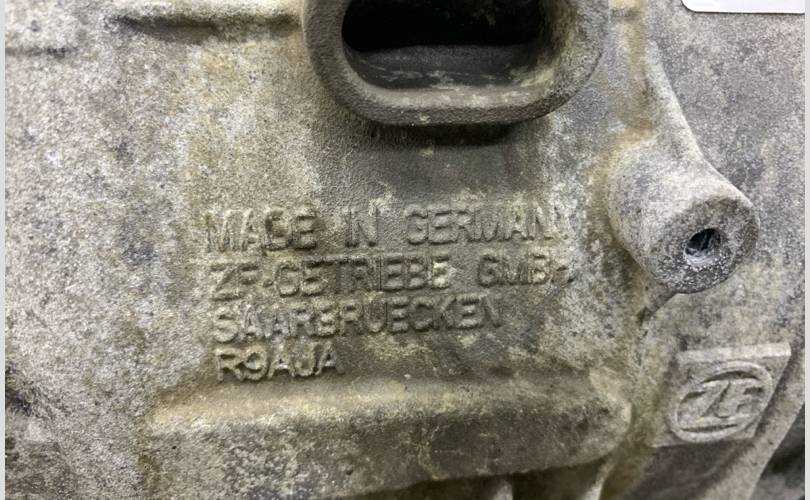 MADE IN GERMANY
ZF-GETRIEBE GMBH
SAARBRUECKEN
R9AJA
ZF